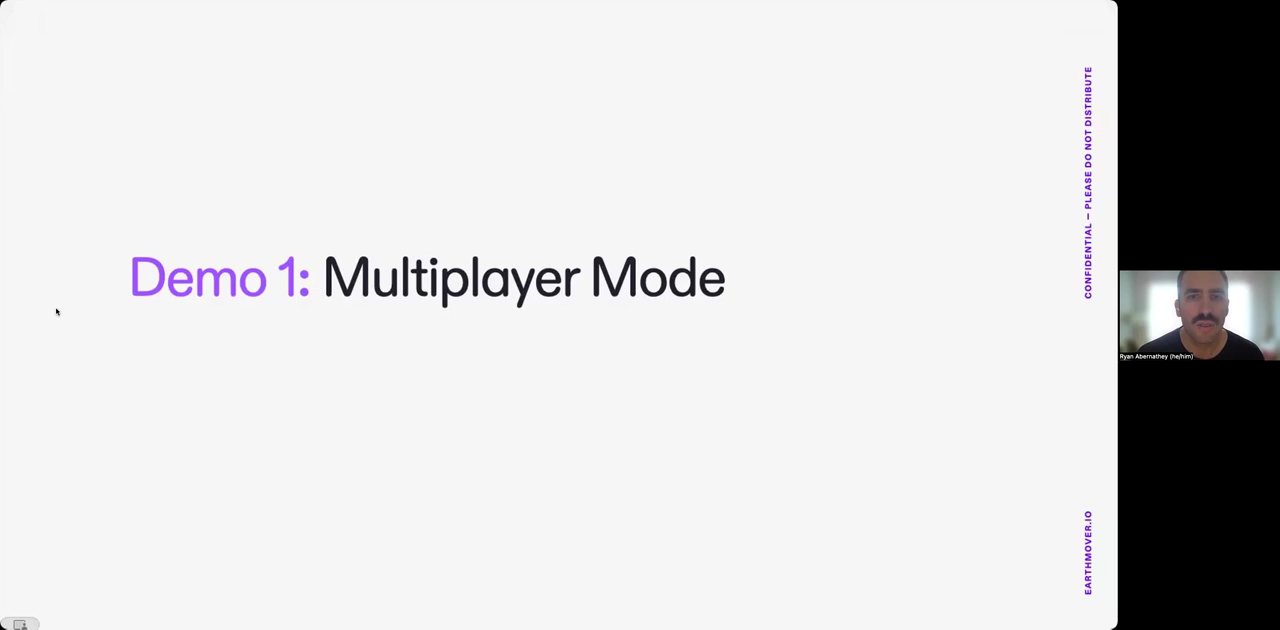 Demo 1: Multiplayer Mode
CONFIDENTIAL — PLEASE DO NOT DISTRIBUTE
EARTHMOVER.IO
Ryan Abernathey (he/him)